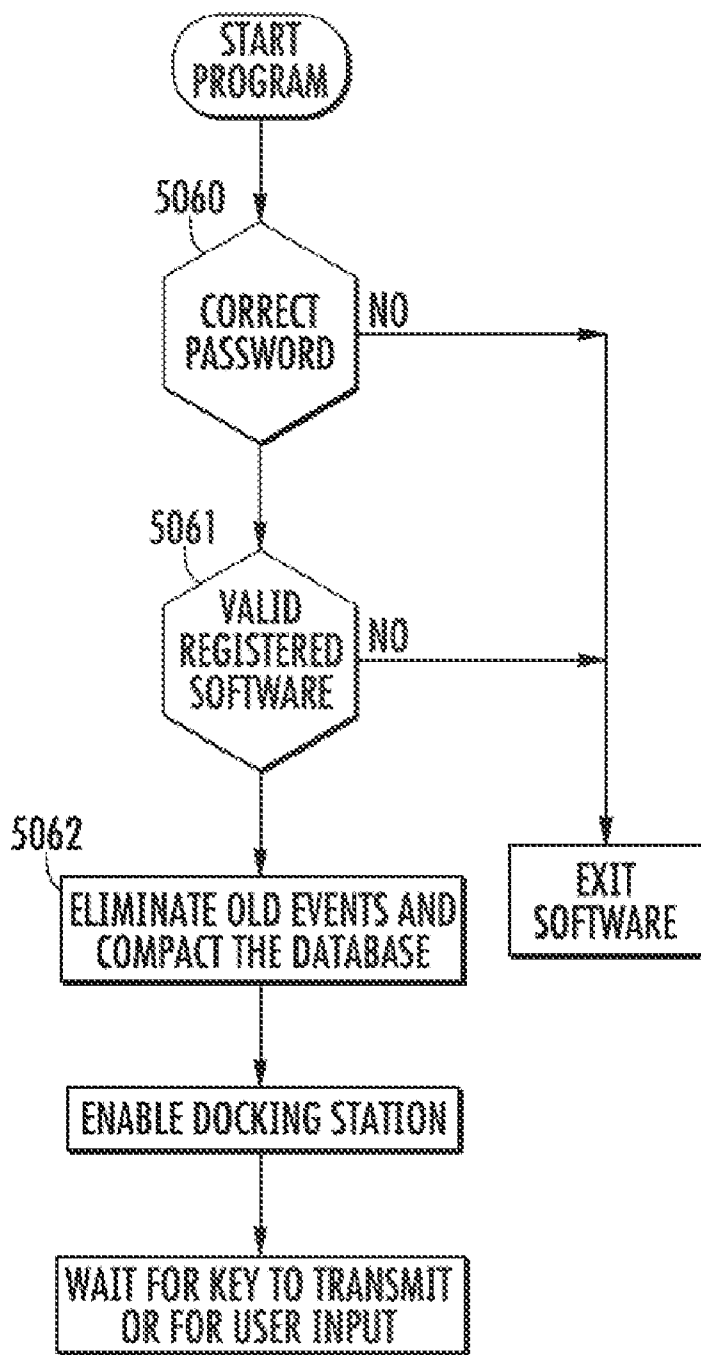 START
PROGRAM
5060
CORRECT
PASSWORD
NO
5061
VALID
REGISTERED
SOFTWARE
NO
5062
ELIMINATE OLD EVENTS AND
COMPACT THE DATABASE
EXIT
SOFTWARE
ENABLE DOCKING STATION
WAIT FOR KEY TO TRANSMIT
OR FOR USER INPUT